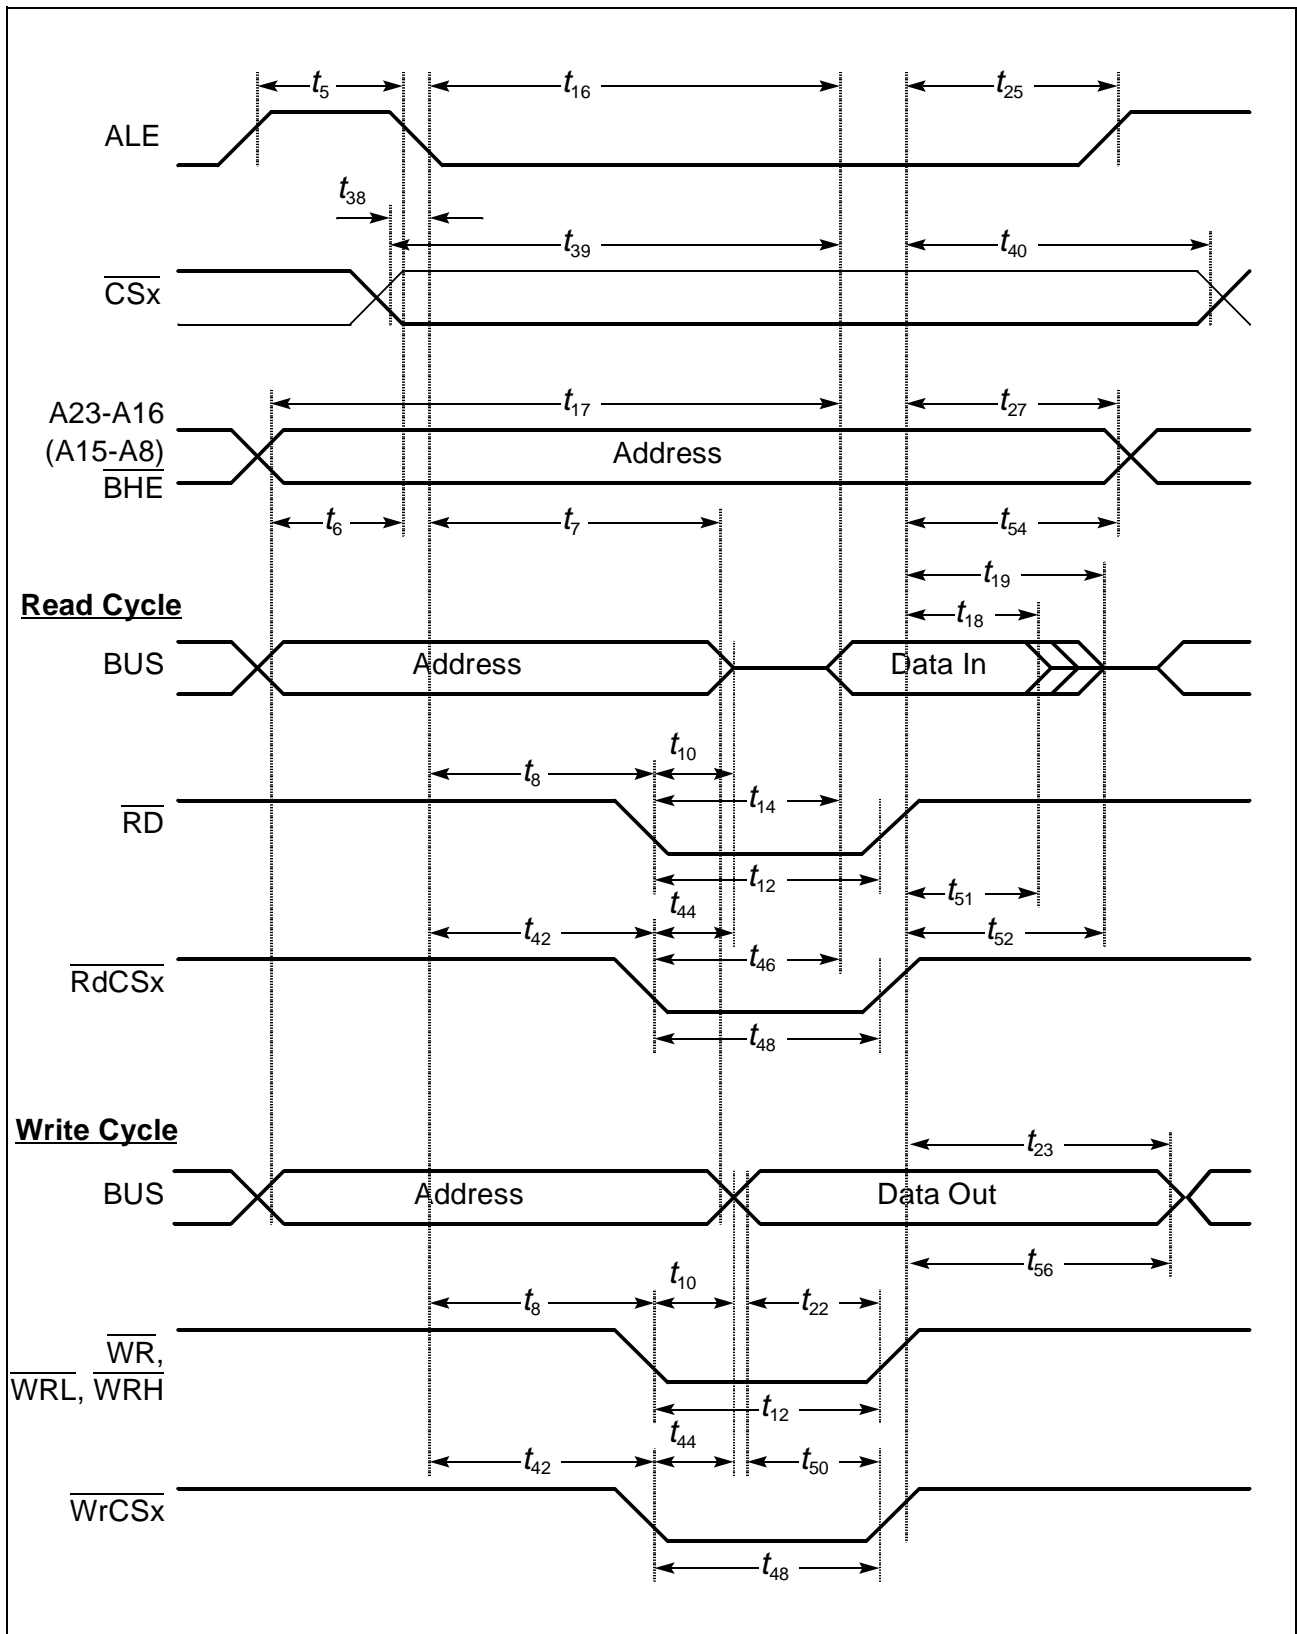 t5 t16 t25
ALE
t38
t39 t40
CSx
A23-A16 t17 t27
(A15-A8) Address
BHE
t6 t7 t54
t19
Read Cycle t18
BUS Address Data In
t10
t8
t14
RD
t12
t51
t44
t42 t52
t46
RdCSx
t48
Write Cycle
t23
BUS Address Data Out
t56
t10
t8 t22
WR,
WRL, WRH
t12
t44
t42 t50
WrCSx
t48